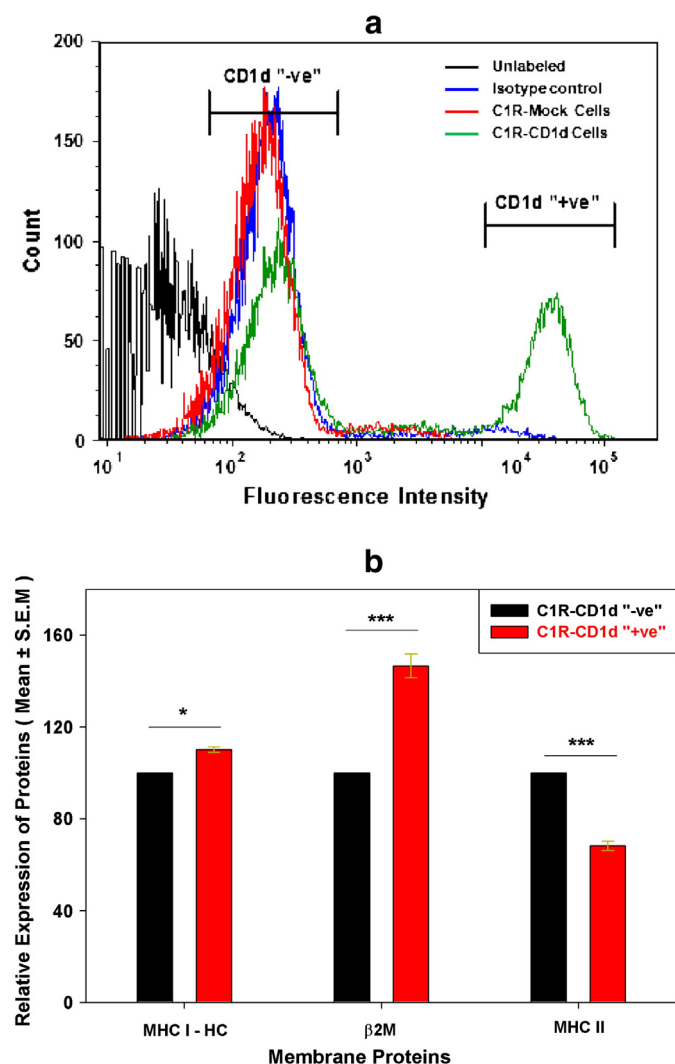 a
200
150
100
50
0
Count
CD1d "-ve"
Unlabeled
Isotype control
C1R-Mock Cells
C1R-CD1d Cells
CD1d "+ve"
10¹ 10² 10³ 10⁴ 10⁵
Fluorescence Intensity
b
Relative Expression of Proteins ( Mean ± S.E.M )
160
120
80
40
0
C1R-CD1d "-ve"
C1R-CD1d "+ve"
*
***
***
MHC I - HC β2M MHC II
Membrane Proteins